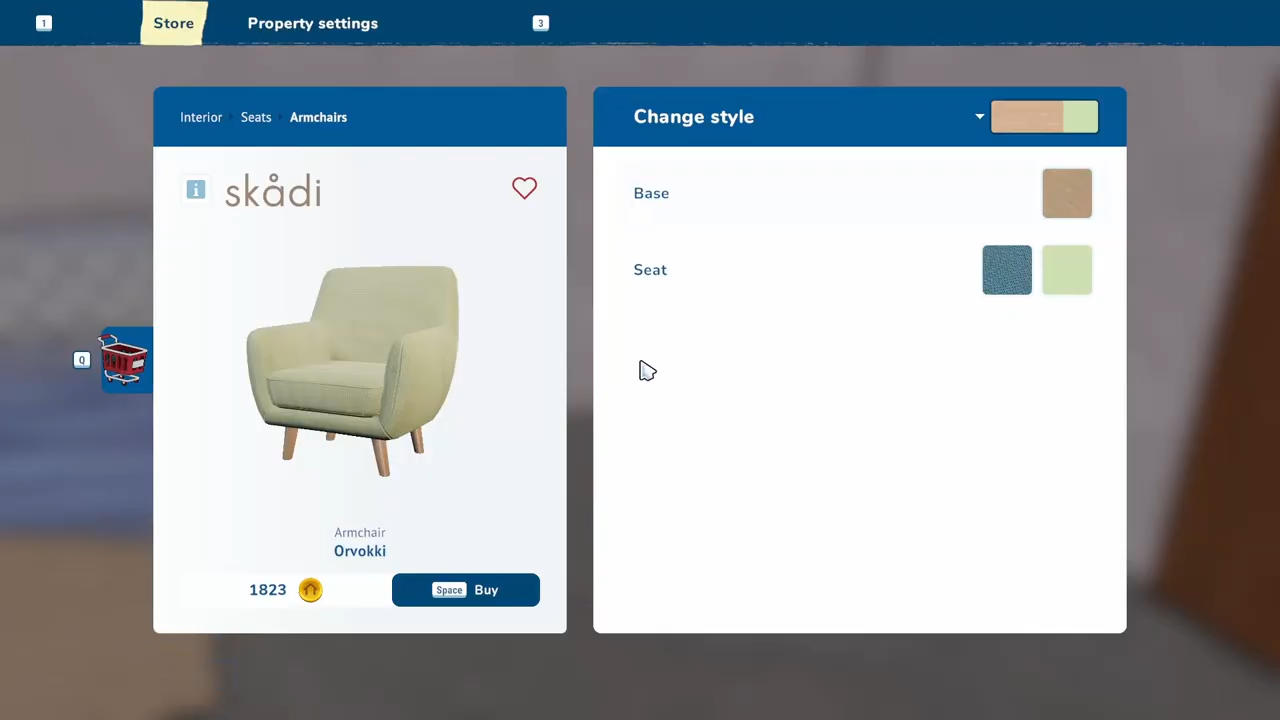 1
Store
Property settings
3
Interior Seats Armchairs
i skådi
Armchair
Orvokki
1823
Space Buy
Q
Change style
Base
Seat